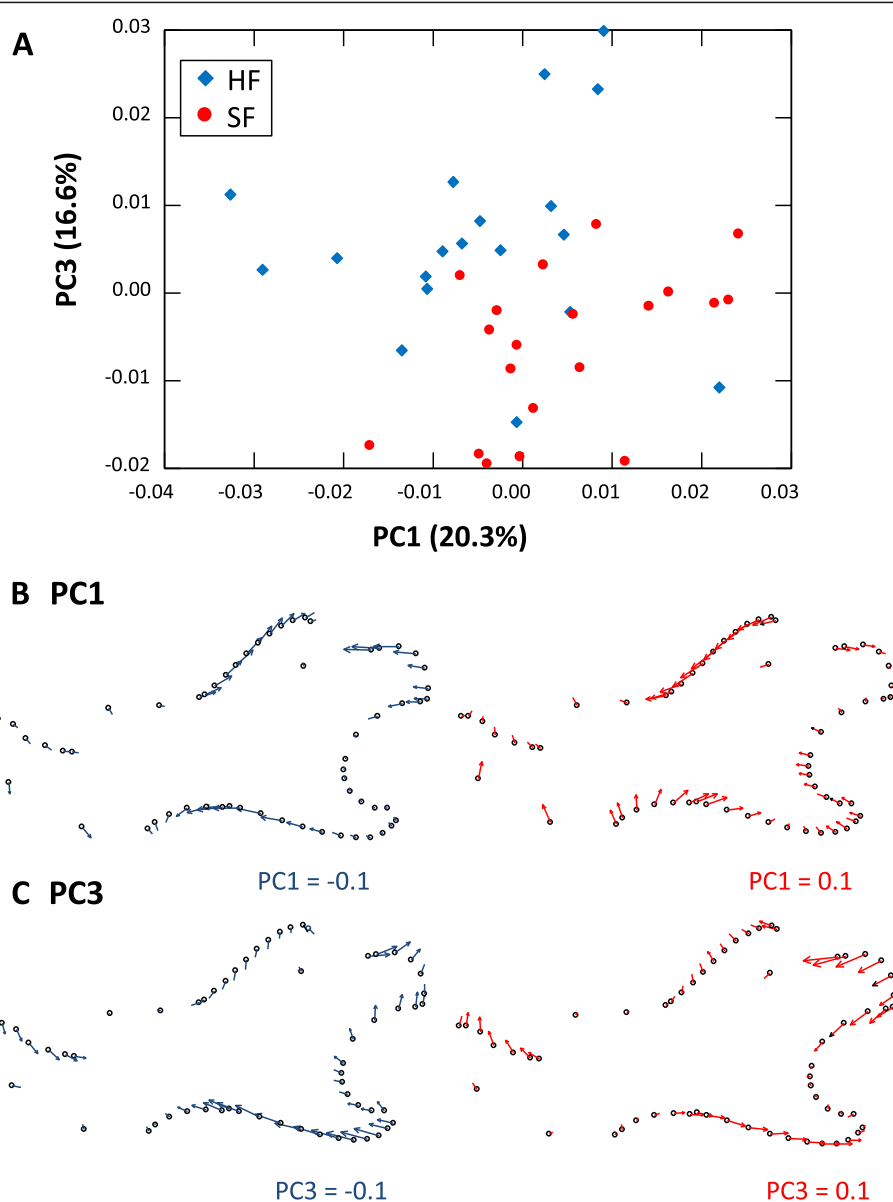 A
0.03
HF
SF
0.02
0.01
0.00
-0.01
-0.02
PC3 (16.6%)
-0.04 -0.03 -0.02 -0.01 0.00 0.01 0.02 0.03
PC1 (20.3%)
B PC1
PC1 = -0.1 PC1 = 0.1
C PC3
PC3 = -0.1 PC3 = 0.1